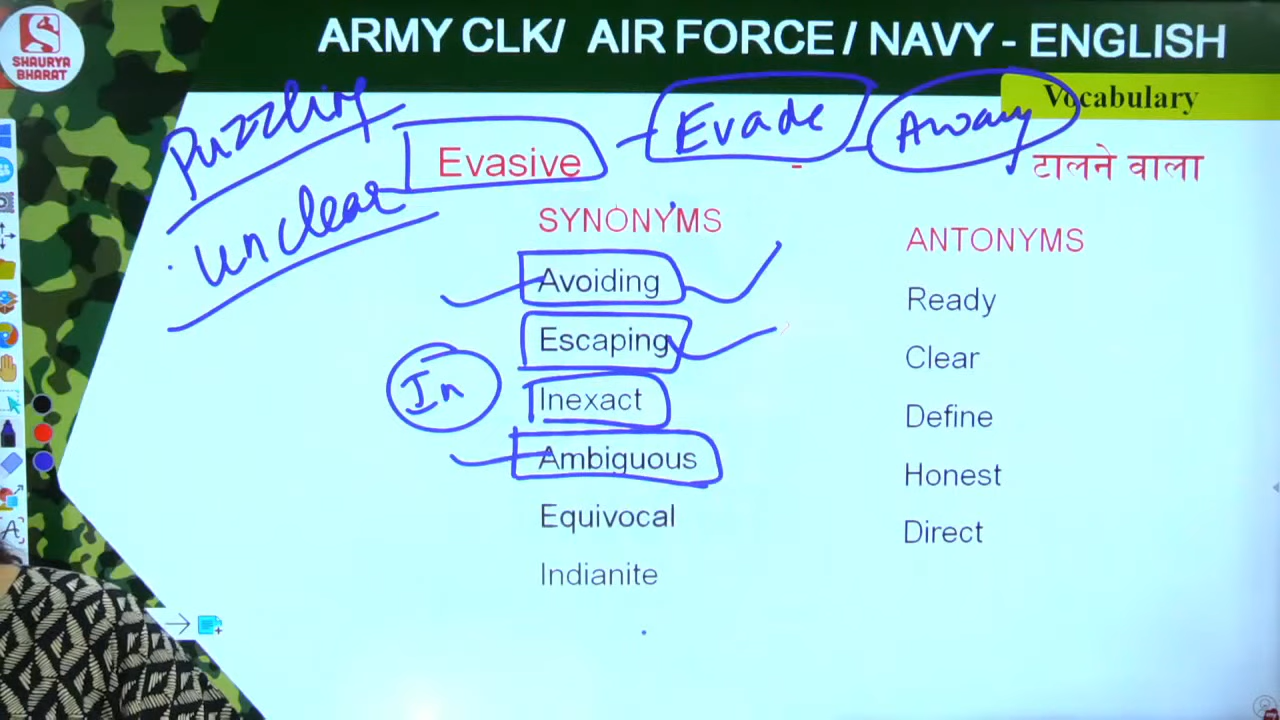 SHAURYA
BHARAT
ARMY CLK/ AIR FORCE / NAVY - ENGLISH
Vocabulary
Puzzling
unclear
Evasive
Evade
Away
- टालने वाला
SYNONYMS
Avoiding
Escaping
In
Inexact
Ambiguous
Equivocal
Indianite
ANTONYMS
Ready
Clear
Define
Honest
Direct
A